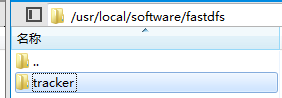 /usr/local/software/fastdfs
名称
..
tracker